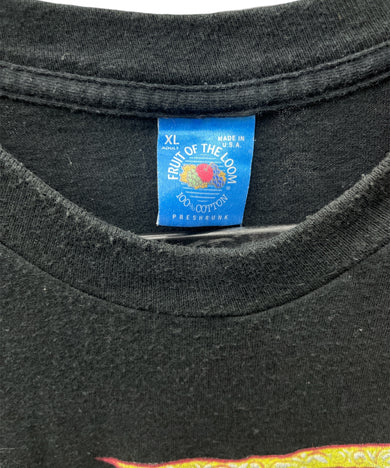 XL MADE IN
ADULT U.S.A.
FRUIT OF THE LOOM
®
100% COTTON
PRESHRUNK